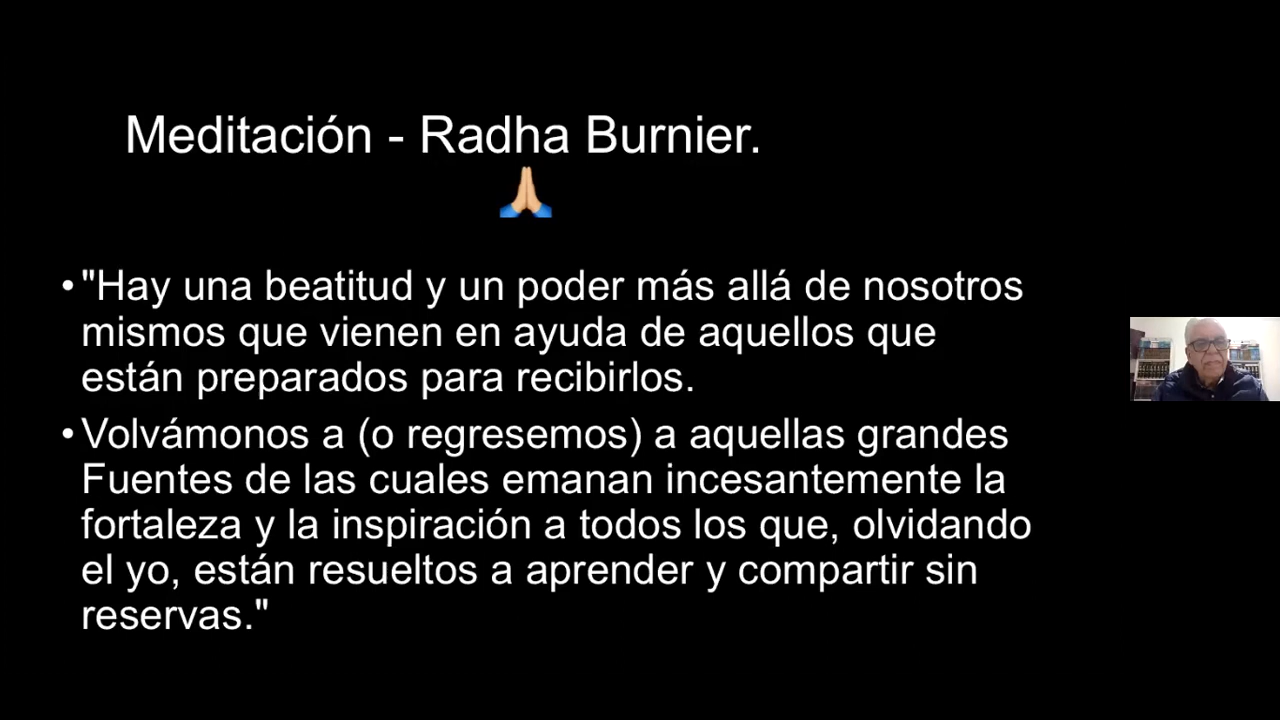 Meditación - Radha Burnier.
🙏🏼
• "Hay una beatitud y un poder más allá de nosotros
mismos que vienen en ayuda de aquellos que
están preparados para recibirlos.
• Volvámonos a (o regresemos) a aquellas grandes
Fuentes de las cuales emanan incesantemente la
fortaleza y la inspiración a todos los que, olvidando
el yo, están resueltos a aprender y compartir sin
reservas."